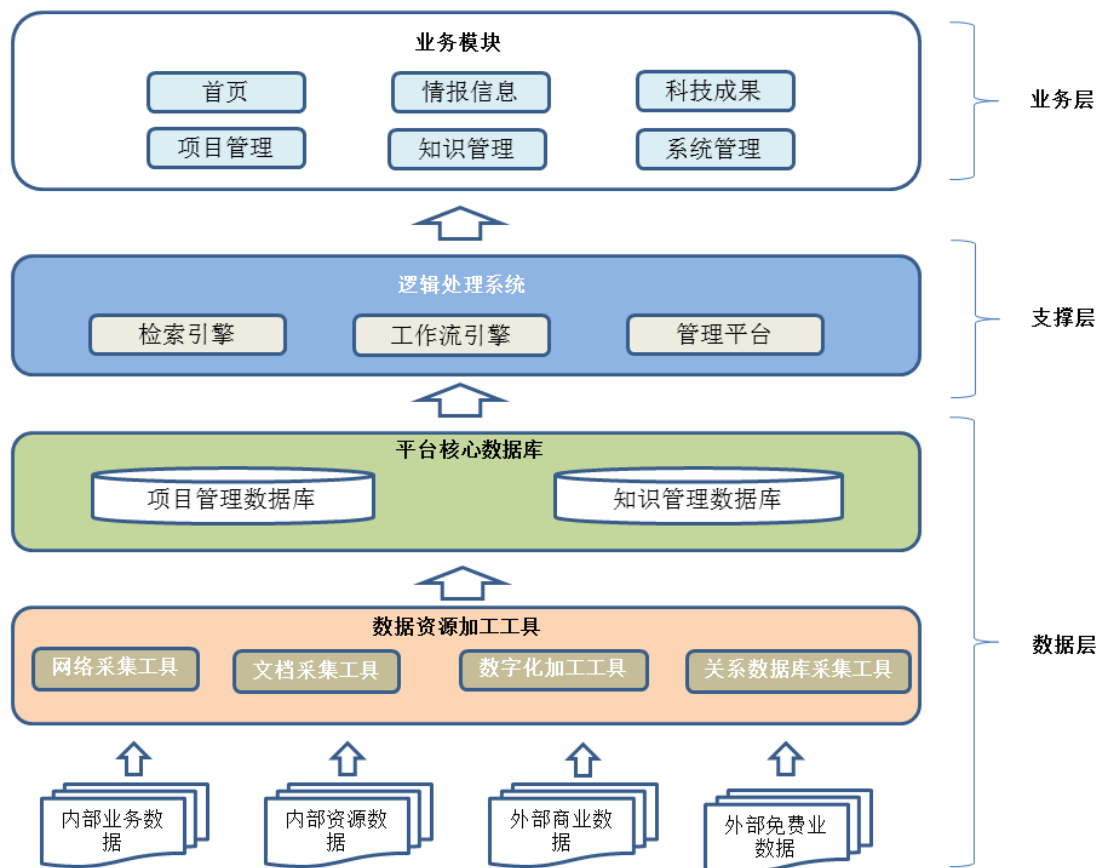 业务模块
首页
情报信息
科技成果
项目管理
知识管理
系统管理
业务层
逻辑处理系统
检索引擎
工作流引擎
管理平台
支撑层
平台核心数据库
项目管理数据库
知识管理数据库
数据资源加工工具
网络采集工具
文档采集工具
数字化加工工具
关系数据库采集工具
数据层
内部业务数
据
内部资源数
据
外部商业数
据
外部免费业
数据